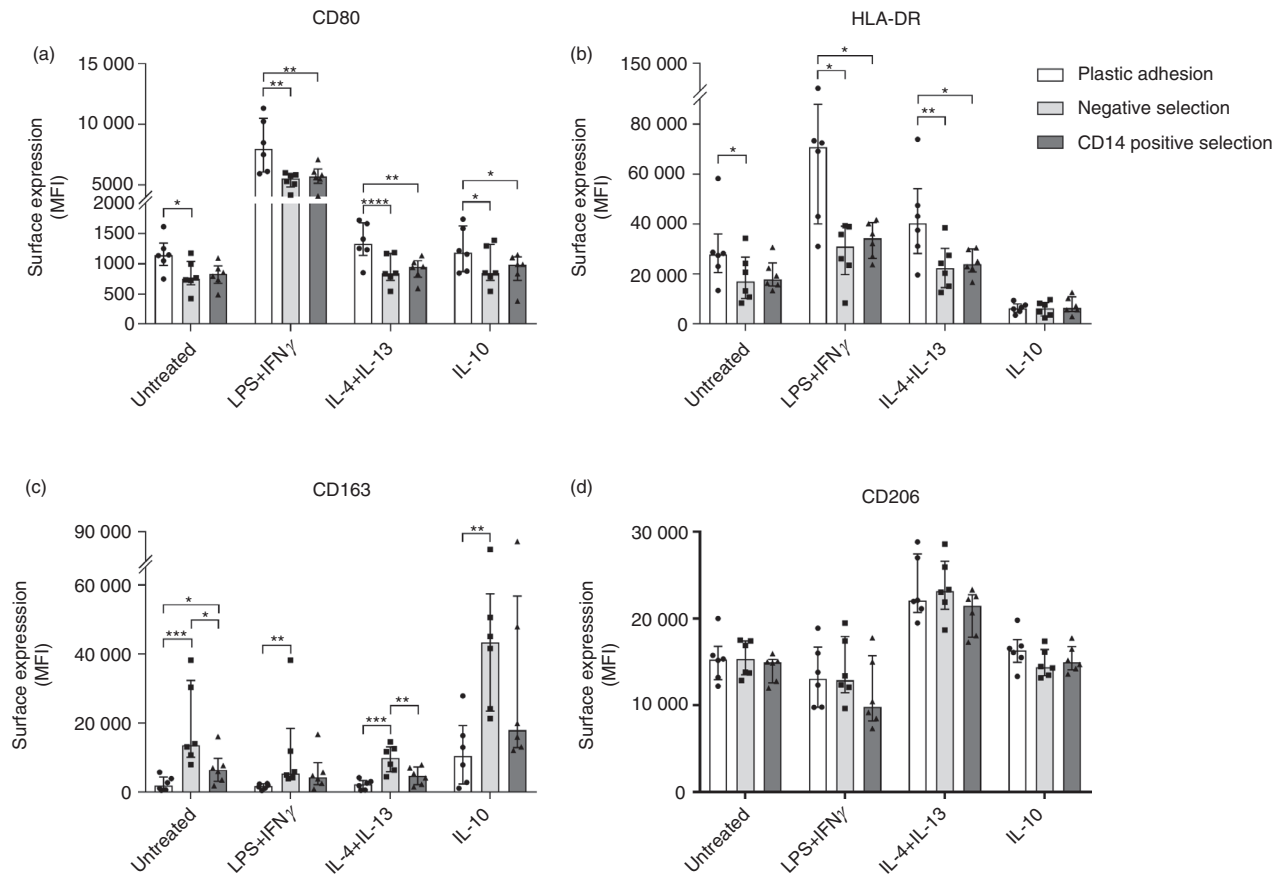 CD80
(a)
15 000
10 000
5000
2000
1500
1000
500
0
Surface expression
(MFI)
**
**
*
**
****
*
*
Untreated
LPS+IFNγ
IL-4+IL-13
IL-10
HLA-DR
(b)
150 000
80 000
60 000
40 000
20 000
0
Surface expression
(MFI)
*
*
*
*
**
Untreated
LPS+IFNγ
IL-4+IL-13
IL-10
Plastic adhesion
Negative selection
CD14 positive selection
(c)
CD163
90 000
60 000
40 000
20 000
0
Surface expresssion
(MFI)
*
*
***
**
***
**
**
Untreated
LPS+IFNγ
IL-4+IL-13
IL-10
(d)
CD206
30 000
20 000
10 000
0
Surface expression
(MFI)
Untreated
LPS+IFNγ
IL-4+IL-13
IL-10